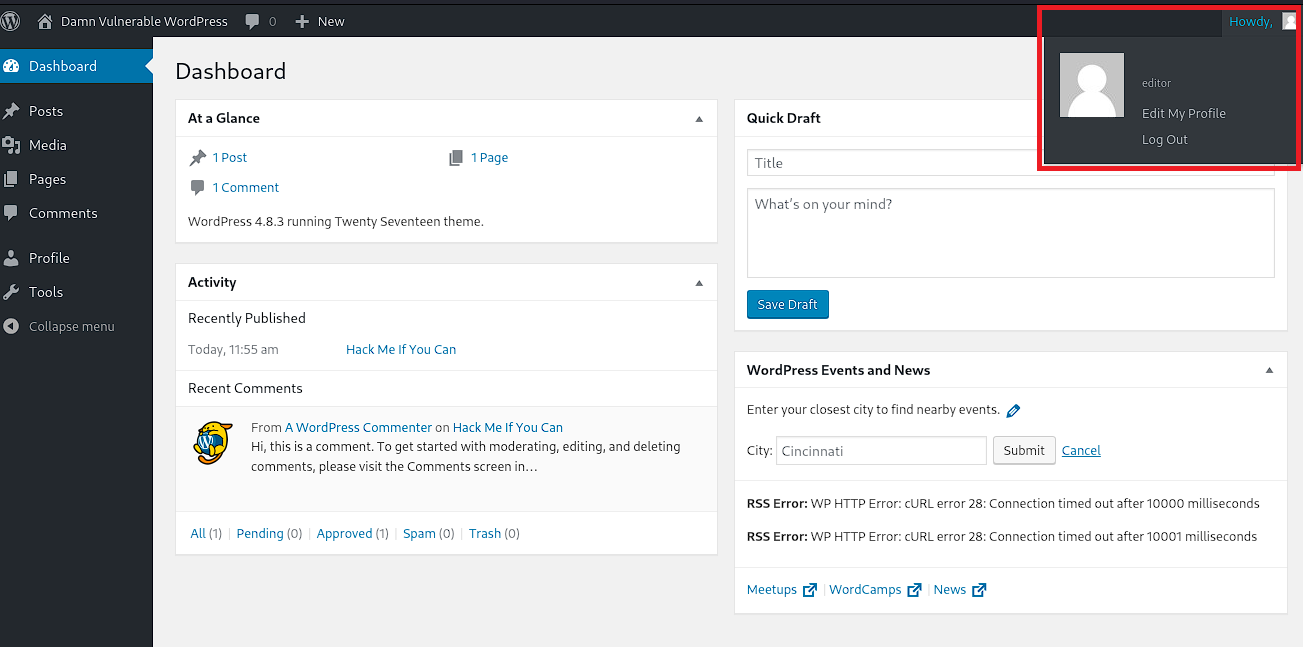 Damn Vulnerable WordPress 0 New Howdy,
editor
Edit My Profile
Log Out
Dashboard
Posts
Media
Pages
Comments
Profile
Tools
Collapse menu
Dashboard
At a Glance
1 Post 1 Page
1 Comment
WordPress 4.8.3 running Twenty Seventeen theme.
Activity
Recently Published
Today, 11:55 am Hack Me If You Can
Recent Comments
From A WordPress Commenter on Hack Me If You Can
Hi, this is a comment. To get started with moderating, editing, and deleting
comments, please visit the Comments screen in…
All (1) | Pending (0) | Approved (1) | Spam (0) | Trash (0)
Quick Draft
Title
What's on your mind?
Save Draft
WordPress Events and News
Enter your closest city to find nearby events.
City: Cincinnati Submit Cancel
RSS Error: WP HTTP Error: cURL error 28: Connection timed out after 10000 milliseconds
RSS Error: WP HTTP Error: cURL error 28: Connection timed out after 10001 milliseconds
Meetups | WordCamps | News